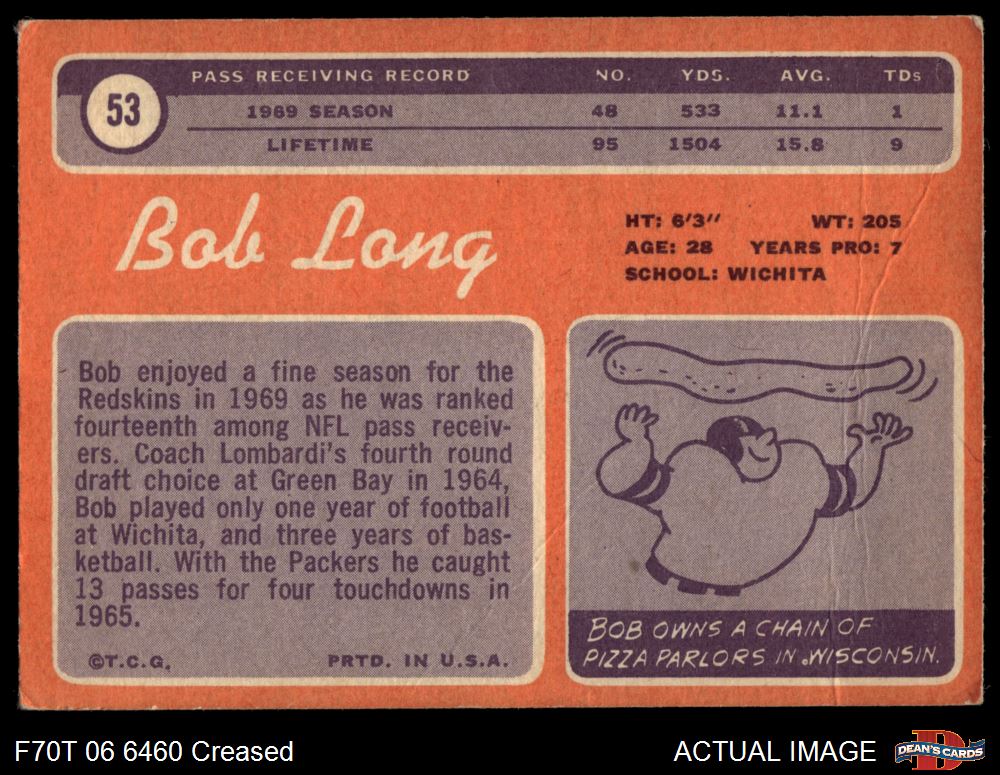 53
PASS RECEIVING RECORD NO. YDS. AVG. TDs
1969 SEASON 48 533 11.1 1
LIFETIME 95 1504 15.8 9
Bob Long
HT: 6'3" WT: 205
AGE: 28 YEARS PRO: 7
SCHOOL: WICHITA
Bob enjoyed a fine season for the
Redskins in 1969 as he was ranked
fourteenth among NFL pass receiv-
ers. Coach Lombardi's fourth round
draft choice at Green Bay in 1964,
Bob played only one year of football
at Wichita, and three years of bas-
ketball. With the Packers he caught
13 passes for four touchdowns in
1965.
©T.C.G. PRTD. IN U.S.A.
BOB OWNS A CHAIN OF
PIZZA PARLORS IN WISCONSIN.
F70T 06 6460 Creased
ACTUAL IMAGE
DEAN'S CARDS